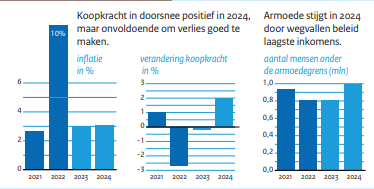 Koopkracht in doorsnee positief in 2024,
maar onvoldoende om verlies goed te
maken.
Armoede stijgt in 2024
door wegvallen beleid
laagste inkomens.
inflatie
in %
10%
6
4
2
0
2021 2022 2023 2024
verandering koopkracht
in %
3
2
1
0
-1
-2
-3
2021 2022 2023 2024
aantal mensen onder
de armoedegrens (mln)
1,0
0,8
0,6
0,4
0,2
0,0
2021 2022 2023 2024